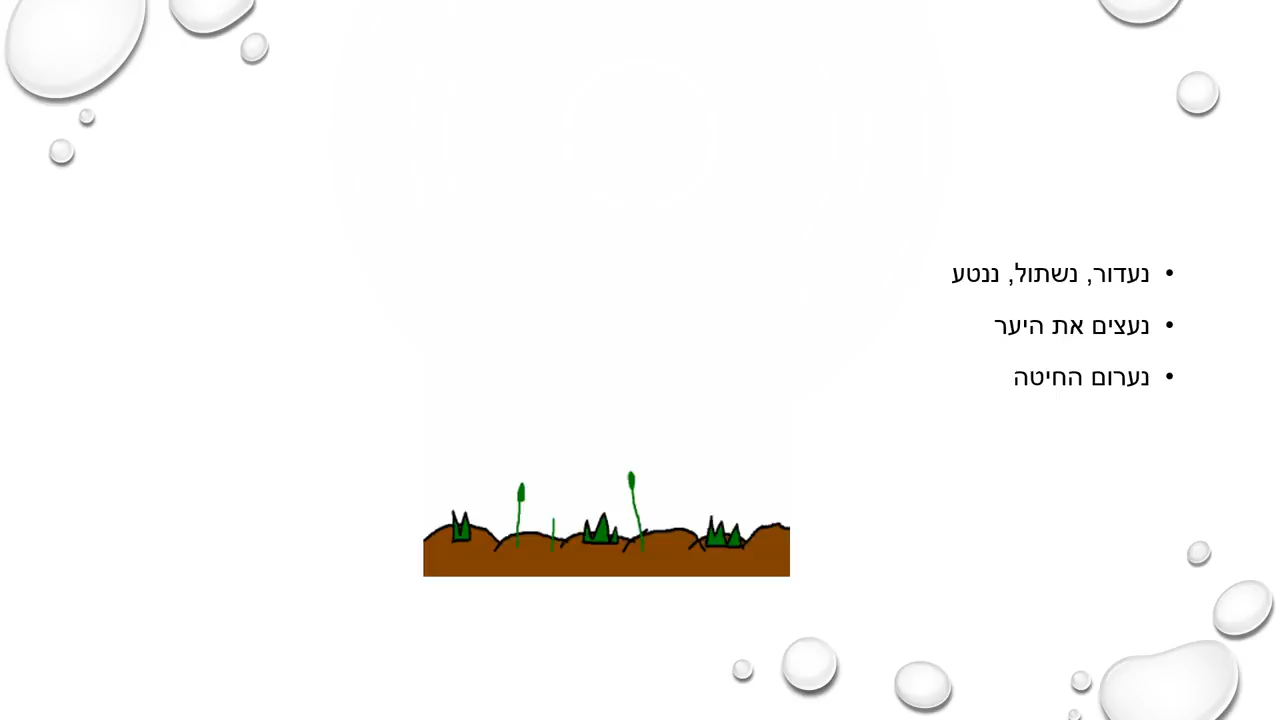 • נעדור, נשתול, ננטע
• נעצים את היער
• נערום החיטה